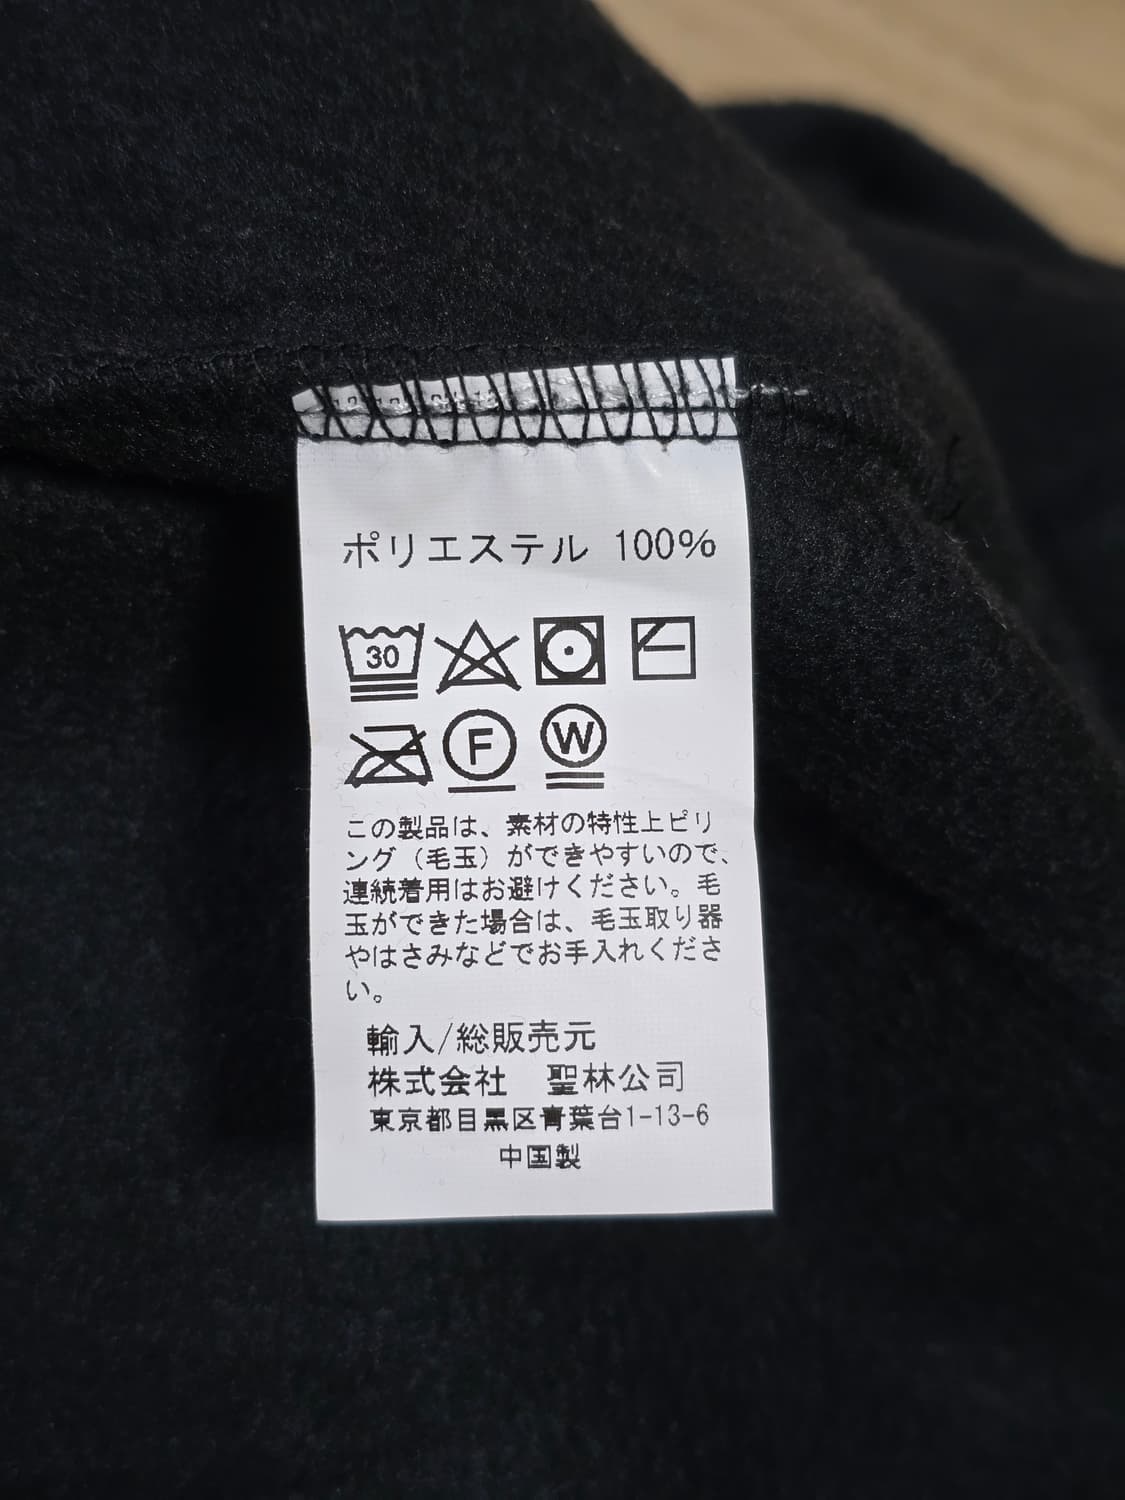 ポリエステル 100%
30
F W
この製品は、素材の特性上ピリ
ング（毛玉）ができやすいので、
連続着用はお避けください。毛
玉ができた場合は、毛玉取り器
やはさみなどでお手入れくださ
い。
輸入/総販売元
株式会社　聖林公司
東京都目黒区青葉台1-13-6
中国製